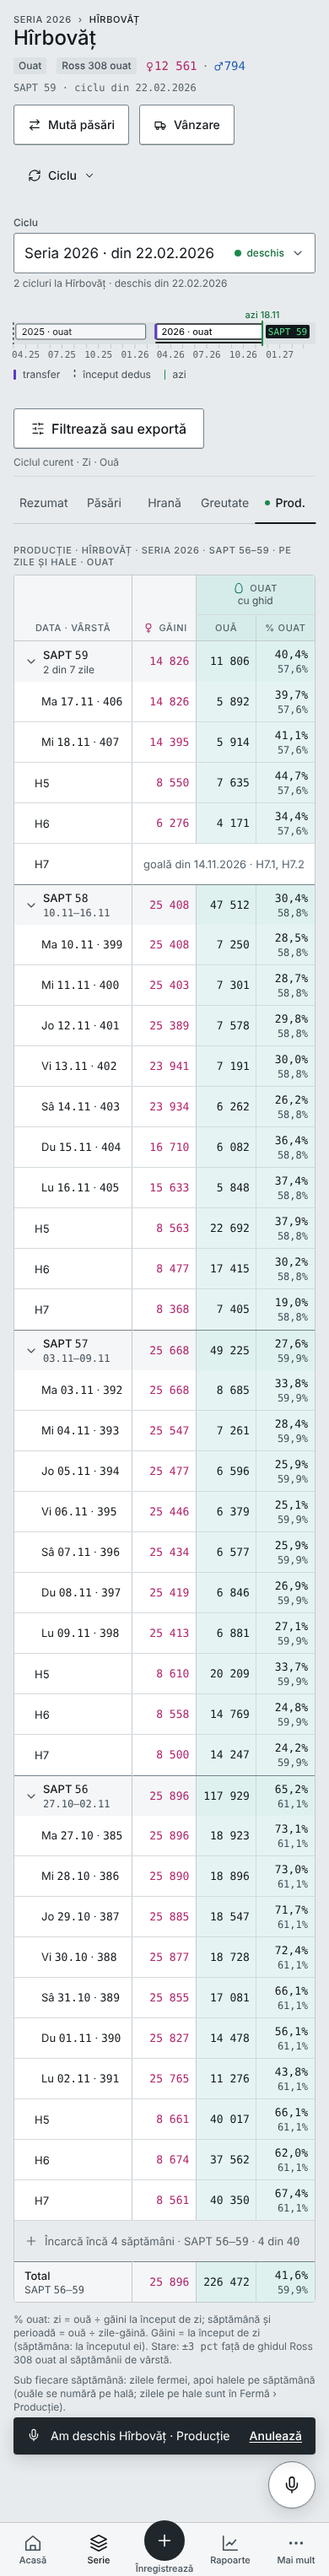 SERIA 2026 › HÎRBOVĂȚ
Hîrbovăț
Ouat Ross 308 ouat ♀12 561 · ♂794
SAPT 59 · ciclu din 22.02.2026
Mută păsări Vânzare
Ciclu
Ciclu
Seria 2026 · din 22.02.2026 deschis
2 cicluri la Hîrbovăț · deschis din 22.02.2026
azi 18.11
2025 · ouat 2026 · ouat SAPT 59
04.25 07.25 10.25 01.26 04.26 07.26 10.26 01.27
transfer început dedus azi
Filtrează sau exportă
Ciclul curent · Zi · Ouă
Rezumat Păsări Hrană Greutate Prod.
PRODUCȚIE · HÎRBOVĂȚ · SERIA 2026 · SAPT 56–59 · PE
ZILE ȘI HALE · OUAT
OUAT
cu ghid
DATA · VÂRSTĂ ♀ GĂINI OUĂ % OUAT
SAPT 59 14 826 11 806 40,4%
2 din 7 zile 57,6%
Ma 17.11 · 406 14 826 5 892 39,7%
57,6%
Mi 18.11 · 407 14 395 5 914 41,1%
57,6%
H5 8 550 7 635 44,7%
57,6%
H6 6 276 4 171 34,4%
57,6%
H7 goală din 14.11.2026 · H7.1, H7.2
SAPT 58 25 408 47 512 30,4%
10.11–16.11 58,8%
Ma 10.11 · 399 25 408 7 250 28,5%
58,8%
Mi 11.11 · 400 25 403 7 301 28,7%
58,8%
Jo 12.11 · 401 25 389 7 578 29,8%
58,8%
Vi 13.11 · 402 23 941 7 191 30,0%
58,8%
Sâ 14.11 · 403 23 934 6 262 26,2%
58,8%
Du 15.11 · 404 16 710 6 082 36,4%
58,8%
Lu 16.11 · 405 15 633 5 848 37,4%
58,8%
H5 8 563 22 692 37,9%
58,8%
H6 8 477 17 415 30,2%
58,8%
H7 8 368 7 405 19,0%
58,8%
SAPT 57 25 668 49 225 27,6%
03.11–09.11 59,9%
Ma 03.11 · 392 25 668 8 685 33,8%
59,9%
Mi 04.11 · 393 25 547 7 261 28,4%
59,9%
Jo 05.11 · 394 25 477 6 596 25,9%
59,9%
Vi 06.11 · 395 25 446 6 379 25,1%
59,9%
Sâ 07.11 · 396 25 434 6 577 25,9%
59,9%
Du 08.11 · 397 25 419 6 846 26,9%
59,9%
Lu 09.11 · 398 25 413 6 881 27,1%
59,9%
H5 8 610 20 209 33,7%
59,9%
H6 8 558 14 769 24,8%
59,9%
H7 8 500 14 247 24,2%
59,9%
SAPT 56 25 896 117 929 65,2%
27.10–02.11 61,1%
Ma 27.10 · 385 25 896 18 923 73,1%
61,1%
Mi 28.10 · 386 25 890 18 896 73,0%
61,1%
Jo 29.10 · 387 25 885 18 547 71,7%
61,1%
Vi 30.10 · 388 25 877 18 728 72,4%
61,1%
Sâ 31.10 · 389 25 855 17 081 66,1%
61,1%
Du 01.11 · 390 25 827 14 478 56,1%
61,1%
Lu 02.11 · 391 25 765 11 276 43,8%
61,1%
H5 8 661 40 017 66,1%
61,1%
H6 8 674 37 562 62,0%
61,1%
H7 8 561 40 350 67,4%
61,1%
Încarcă încă 4 săptămâni · SAPT 56–59 · 4 din 40
Total 25 896 226 472 41,6%
SAPT 56–59 59,9%
% ouat: zi = ouă ÷ găini la început de zi; săptămână și
perioadă = ouă ÷ zile-găină. Găini = la început de zi
(săptămâna: la începutul ei). Stare: ±3 pct față de ghidul Ross
308 ouat al săptămânii de vârstă.
Sub fiecare săptămână: zilele fermei, apoi halele pe săptămână
(ouăle se numără pe hală; zilele pe hale sunt în Fermă ›
Producție).
Am deschis Hîrbovăț · Producție Anulează
Acasă Serie Înregistrează Rapoarte Mai mult